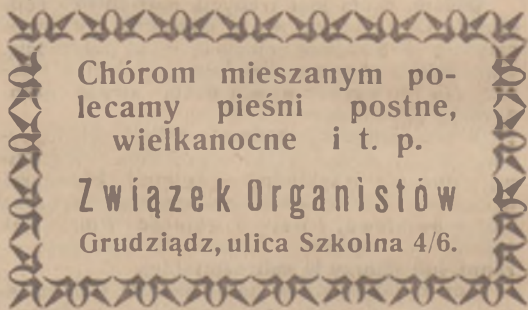 Chórom mieszanym po-
lecamy pieśni postne,
wielkanocne i t. p.
Związek Organistów
Grudziądz, ulica Szkolna 4/6.